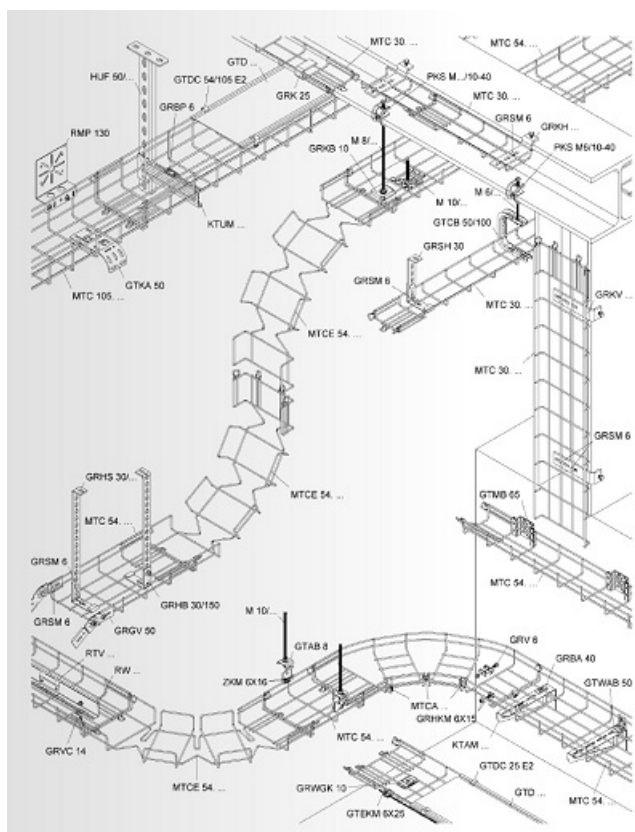 MTC 30. ...
MTC 54. ...
GTD ...
GTDC 54/105 E2
HUF 50/...
GRBP 6
GRK 25
PKS M.../10-40
MTC 30. ...
RMP 130
GRSM 6
GRKH ...
GRKB 10
M 8/...
PKS M6/10-40
M 6/...
M 10/...
KTUM ...
GTCB 50/100
GRSH 30
GTKA 50
GRSM 6
MTC 105. ...
MTC 30. ...
GRKV ...
MTCE 54. ...
MTC 30. ...
GRSM 6
GRHS 30/...
MTCE 54. ...
GTMB 65
MTC 54. ...
GRSM 6
MTC 54. ...
GRHB 30/150
GRSM 6
GRGV 50
M 10/...
GTAB 8
GRV 6
RTV ...
GRBA 40
RW ...
ZKM 6X16
GTWAB 50
MTCA ...
GRHKM 6X15
GRVC 14
MTC 54. ...
KTAM ...
GTDC 25 E2
MTCE 54. ...
GRWGK 10
GTD ...
MTC 54. ...
GTEKM 6X25